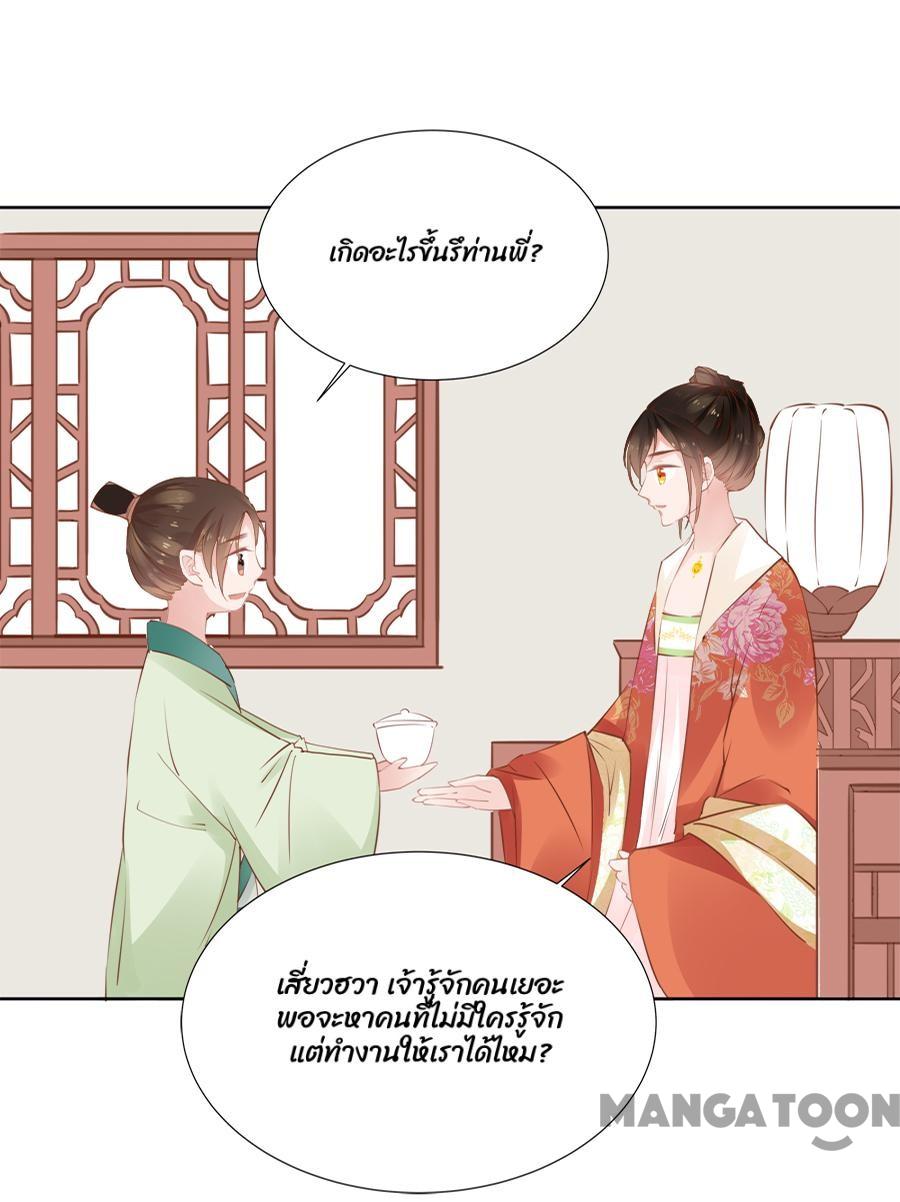 เกิดอะไรขึ้นรึท่านพี่?
เสี่ยวฮวา เจ้ารู้จักคนเยอะ
พอจะหาคนที่ไม่มีใครรู้จัก
แต่ทำงานให้เราได้ไหม?
MANGATOON